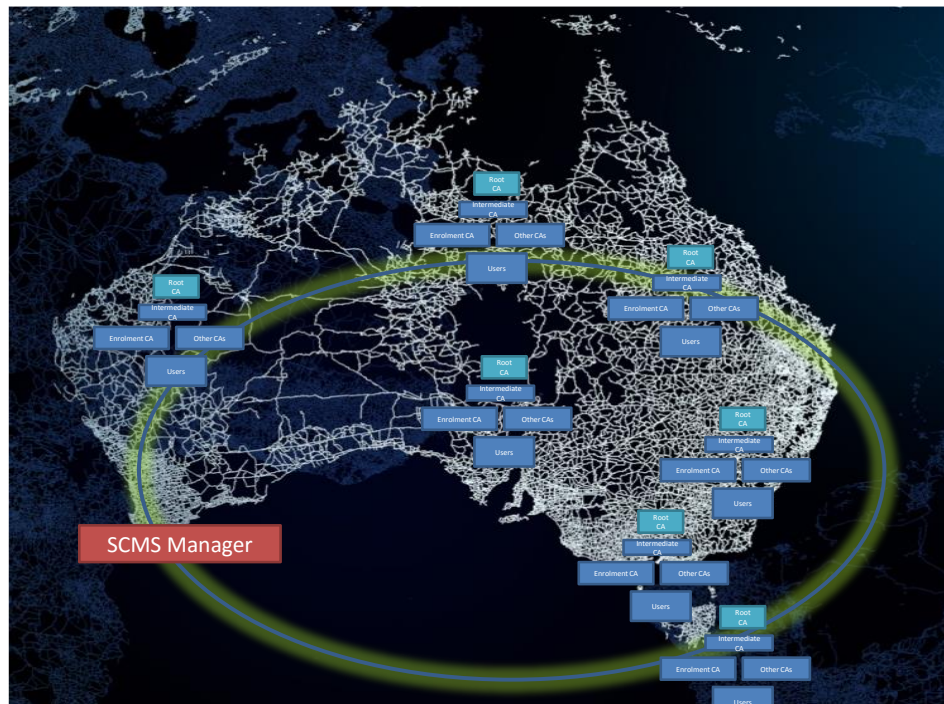 Root
CA
Intermediate
CA
Enrolment CA
Other CAs
Users
Root
CA
Intermediate
CA
Enrolment CA
Other CAs
Users
Root
CA
Intermediate
CA
Enrolment CA
Other CAs
Users
Root
CA
Intermediate
CA
Enrolment CA
Other CAs
Users
Root
CA
Intermediate
CA
Enrolment CA
Other CAs
Users
SCMS Manager
Root
CA
Intermediate
CA
Enrolment CA
Other CAs
Users
Root
CA
Intermediate
CA
Enrolment CA
Other CAs
Users